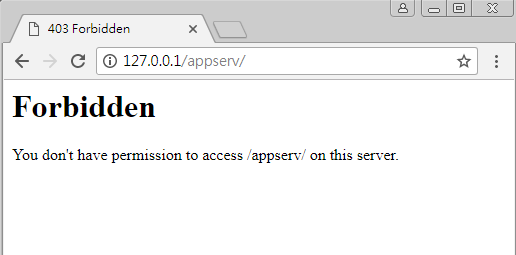 403 Forbidden
127.0.0.1/appserv/
Forbidden
You don't have permission to access /appserv/ on this server.